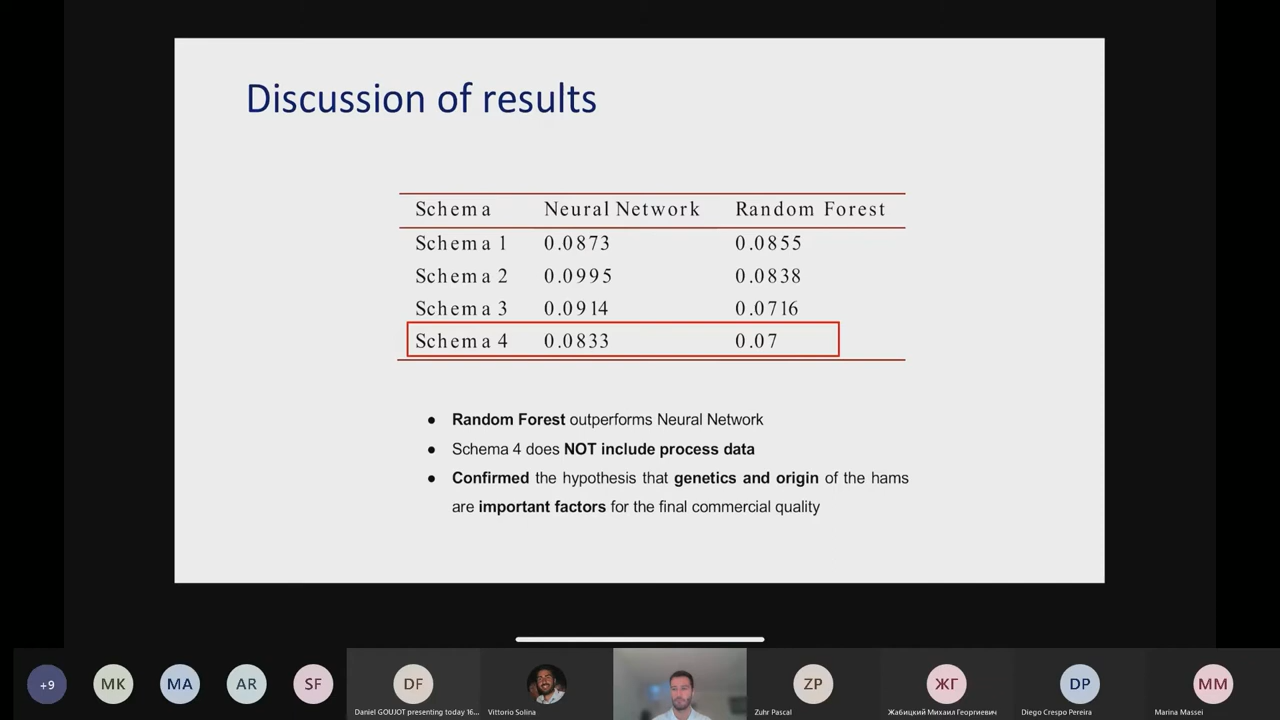 Discussion of results
Schema Neural Network Random Forest
Schema 1 0.0873 0.0855
Schema 2 0.0995 0.0838
Schema 3 0.0914 0.0716
Schema 4 0.0833 0.07
● Random Forest outperforms Neural Network
● Schema 4 does NOT include process data
● Confirmed the hypothesis that genetics and origin of the hams
are important factors for the final commercial quality
+9 MK MA AR SF DF ZP ЖГ DP MM
Daniel GOUJOT presenting today 16... Vittorio Solina Zuhr Pascal Жабицкий Михаил Георгиевич Diego Crespo Pereira Marina Massei